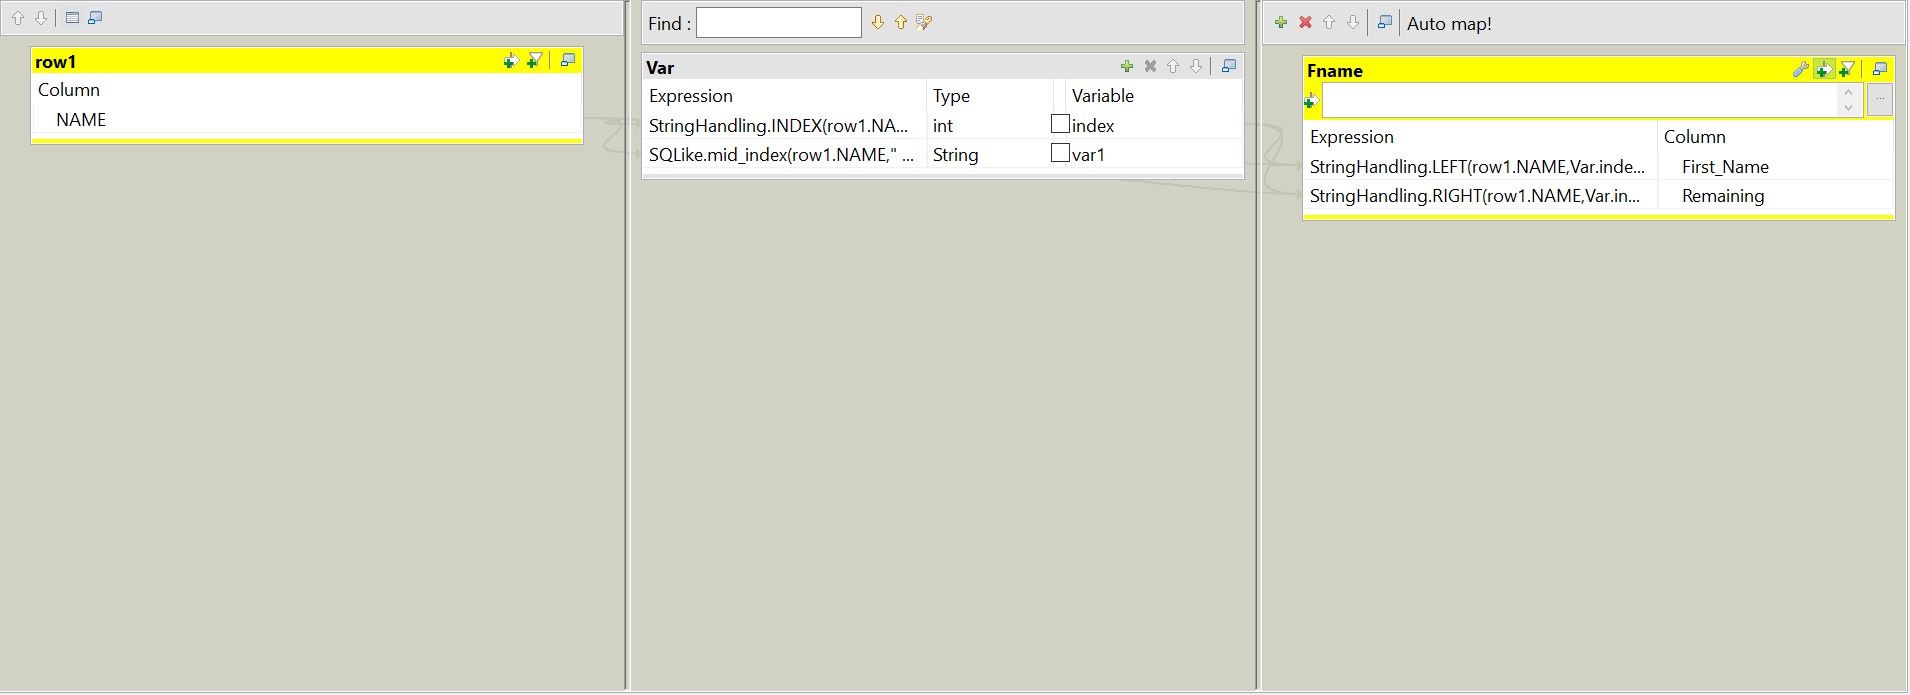 row1
Column
NAME
Find :
Var
Expression Type Variable
StringHandling.INDEX(row1.NA... int index
SQLike.mid_index(row1.NAME," ... String var1
Auto map!
Fname
...
Expression Column
StringHandling.LEFT(row1.NAME,Var.inde... First_Name
StringHandling.RIGHT(row1.NAME,Var.in... Remaining